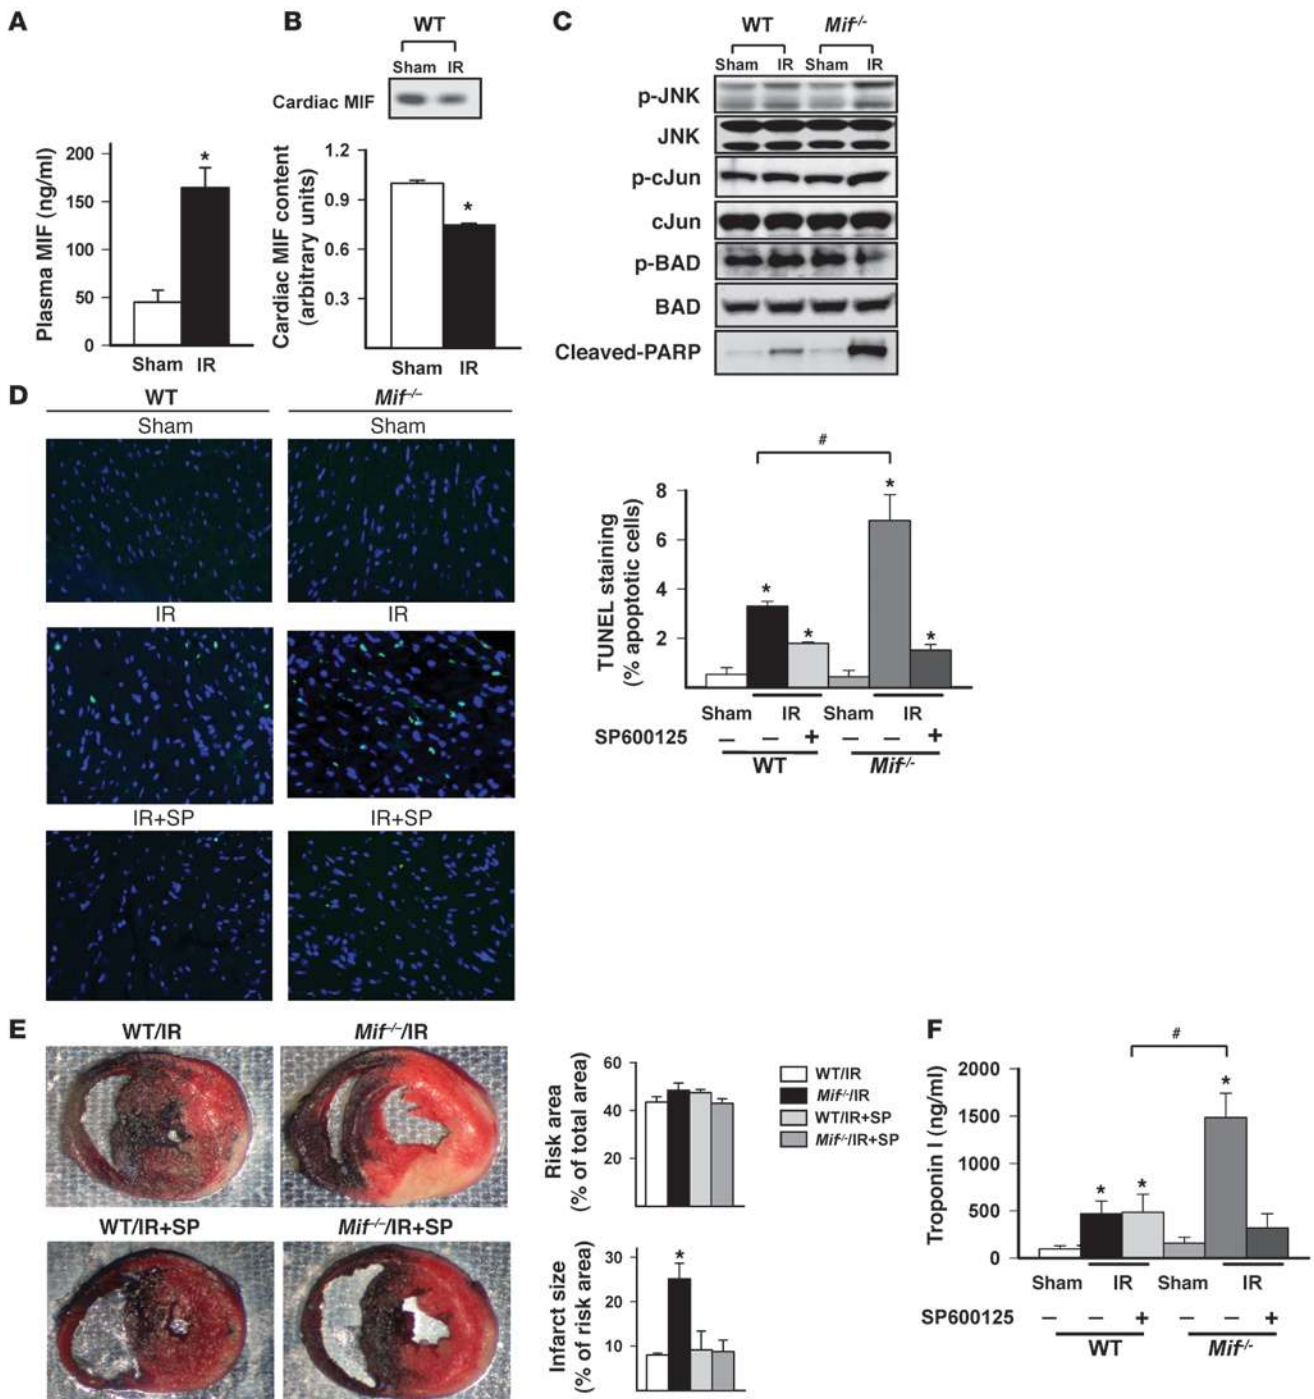 A
Plasma MIF (ng/ml)
200
150
100
50
0
*
Sham IR
B
WT
Sham IR
Cardiac MIF
Cardiac MIF content
(arbitrary units)
1.2
0.9
0.6
0.3
*
Sham IR
C
WT Mif-/-
Sham IR Sham IR
p-JNK
JNK
p-cJun
cJun
p-BAD
BAD
Cleaved-PARP
D
WT Mif-/-
Sham Sham
IR IR
IR+SP IR+SP
TUNEL staining
(% apoptotic cells)
8
6
4
2
#
* * * *
Sham IR Sham IR
SP600125 – – + – – +
WT Mif-/-
E
WT/IR Mif-/-/IR
WT/IR+SP Mif-/-/IR+SP
Risk area
(% of total area)
60
40
20
WT/IR
Mif-/-/IR
WT/IR+SP
Mif-/-/IR+SP
Infarct size
(% of risk area)
30
20
10
*
F
Troponin I (ng/ml)
2000
1500
1000
500
0
#
* * *
Sham IR Sham IR
SP600125 – – + – – +
WT Mif-/-